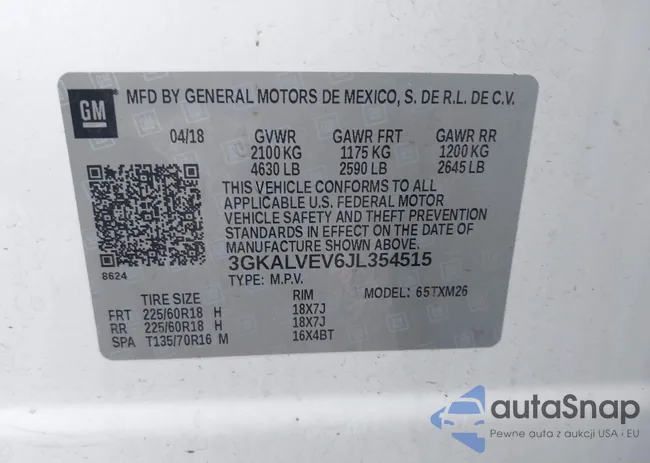 GM
MFD BY GENERAL MOTORS DE MEXICO, S. DE R.L. DE C.V.
04/18 GVWR GAWR FRT GAWR RR
2100 KG 1175 KG 1200 KG
4630 LB 2590 LB 2645 LB
THIS VEHICLE CONFORMS TO ALL
APPLICABLE U.S. FEDERAL MOTOR
VEHICLE SAFETY AND THEFT PREVENTION
STANDARDS IN EFFECT ON THE DATE OF
MANUFACTURE SHOWN ABOVE.
8624
3GKALVEV6JL354515
TYPE: M.P.V. MODEL: 65TXM26
TIRE SIZE RIM
FRT 225/60R18 H 18X7J
RR 225/60R18 H 18X7J
SPA T135/70R16 M 16X4BT
autaSnap
Pewne auta z aukcji USA i EU